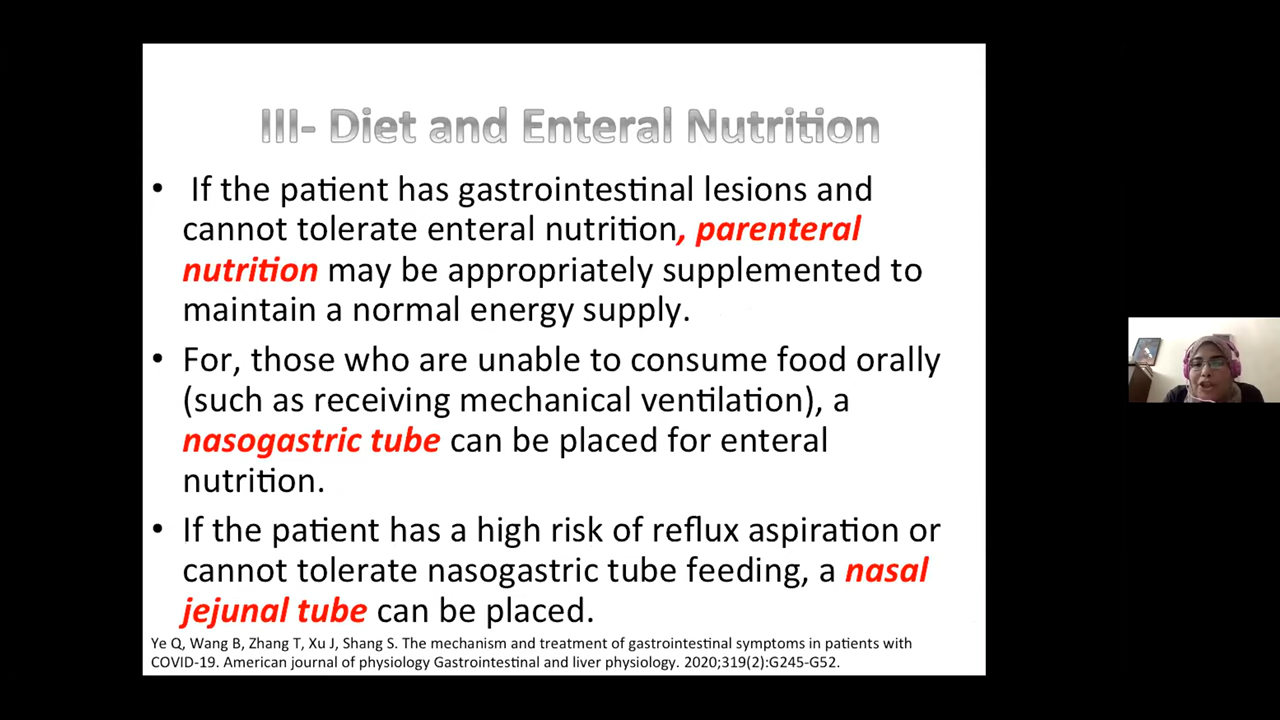 III- Diet and Enteral Nutrition
• If the patient has gastrointestinal lesions and
cannot tolerate enteral nutrition, parenteral
nutrition may be appropriately supplemented to
maintain a normal energy supply.
• For, those who are unable to consume food orally
(such as receiving mechanical ventilation), a
nasogastric tube can be placed for enteral
nutrition.
• If the patient has a high risk of reflux aspiration or
cannot tolerate nasogastric tube feeding, a nasal
jejunal tube can be placed.
Ye Q, Wang B, Zhang T, Xu J, Shang S. The mechanism and treatment of gastrointestinal symptoms in patients with
COVID-19. American journal of physiology Gastrointestinal and liver physiology. 2020;319(2):G245-G52.